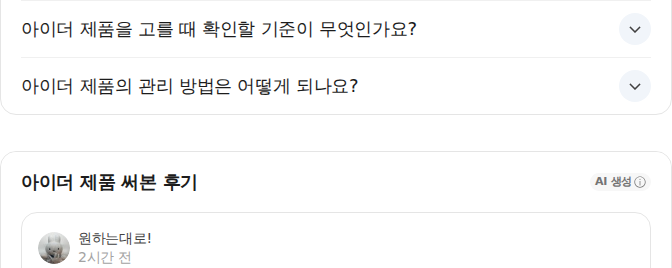 아이더 제품을 고를 때 확인할 기준이 무엇인가요?
아이더 제품의 관리 방법은 어떻게 되나요?
아이더 제품 써본 후기
AI 생성
원하는대로!
2시간 전